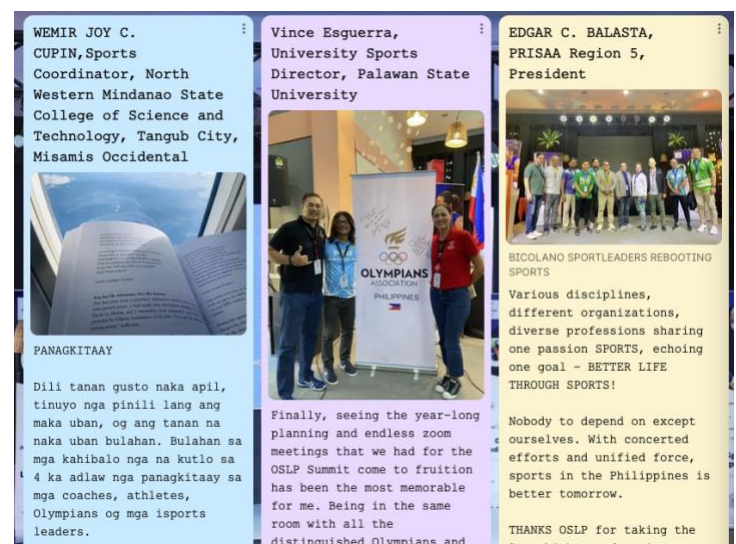 WEMIR JOY C.
CUPIN,Sports
Coordinator, North
Western Mindanao State
College of Science and
Technology, Tangub City,
Misamis Occidental
PANAGKITAAY
Dili tanan gusto naka apil,
tinuyo nga pinili lang ang
maka uban, og ang tanan na
naka uban bulahan. Bulahan sa
mga kahibalo nga na kutlo sa
4 ka adlaw nga panagkitaay sa
mga coaches, athletes,
Olympians og mga isports
leaders.
Vince Esguerra,
University Sports
Director, Palawan State
University
OLYMPIANS
ASSOCIATION
PHILIPPINES
Finally, seeing the year-long
planning and endless zoom
meetings that we had for the
OSLP Summit come to fruition
has been the most memorable
for me. Being in the same
room with all the
distinguished Olympians and
EDGAR C. BALASTA,
PRISAA Region 5,
President
BICOLANO SPORTLEADERS REBOOTING
SPORTS
Various disciplines,
different organizations,
diverse professions sharing
one passion SPORTS, echoing
one goal - BETTER LIFE
THROUGH SPORTS!
Nobody to depend on except
ourselves. With concerted
efforts and unified force,
sports in the Philippines is
better tomorrow.
THANKS OSLP for taking the